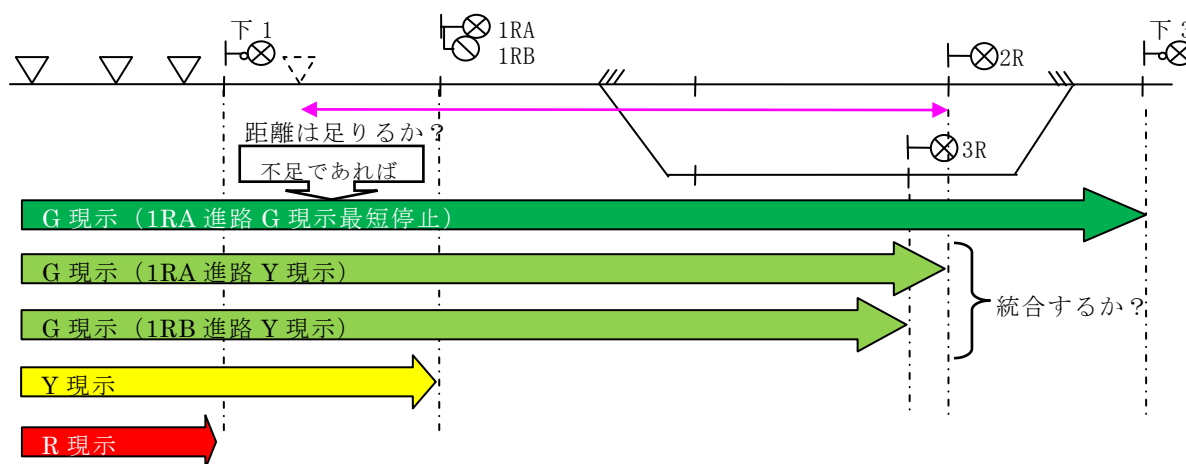 下 1
1RA
1RB
2R
下 3
距離は足りるか？
不足であれば
3R
G 現示（1RA 進路 G 現示最短停止）
G 現示（1RA 進路 Y 現示）
統合するか？
G 現示（1RB 進路 Y 現示）
Y 現示
R 現示